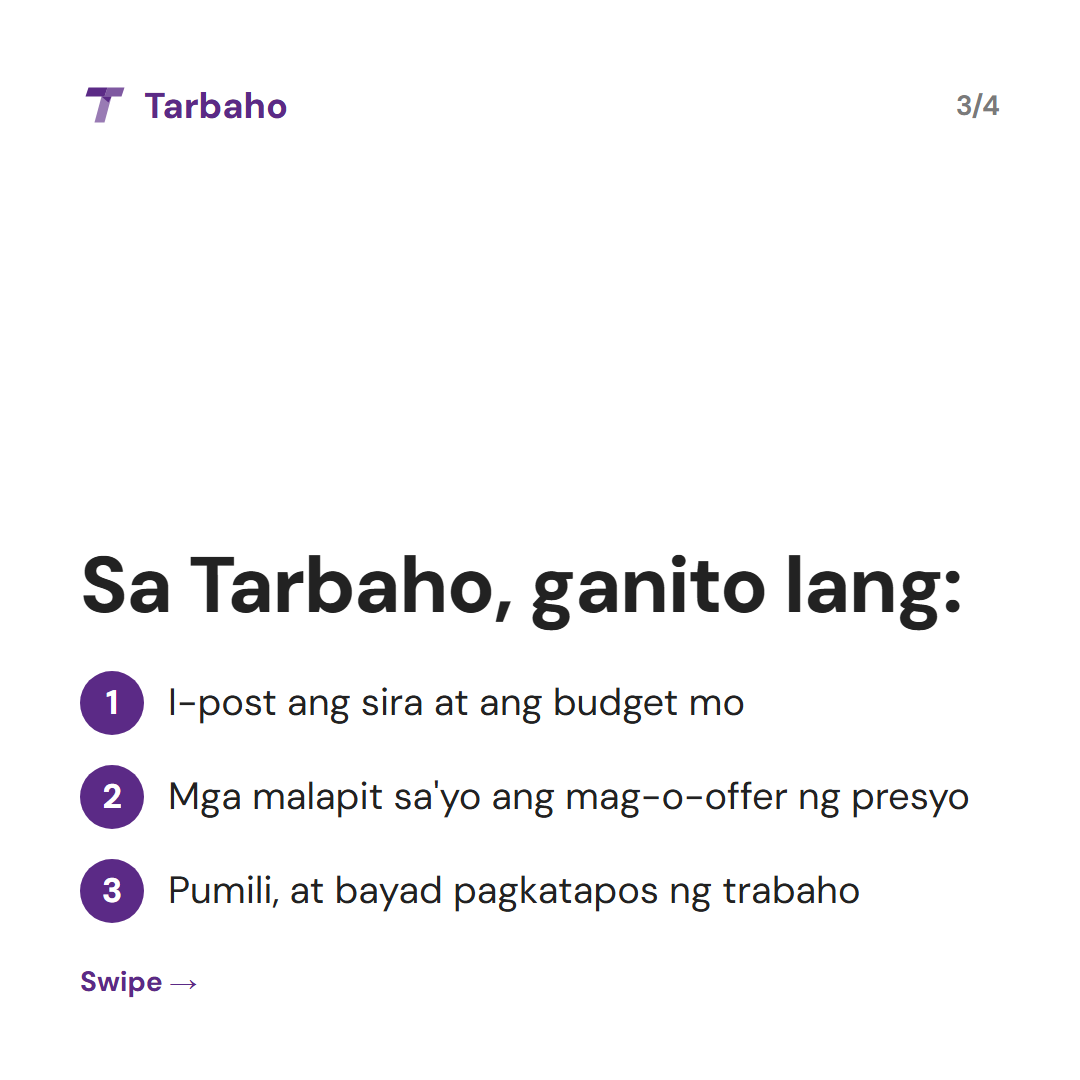 Tarbaho
3/4
Sa Tarbaho, ganito lang:
1 I-post ang sira at ang budget mo
2 Mga malapit sa'yo ang mag-o-offer ng presyo
3 Pumili, at bayad pagkatapos ng trabaho
Swipe →